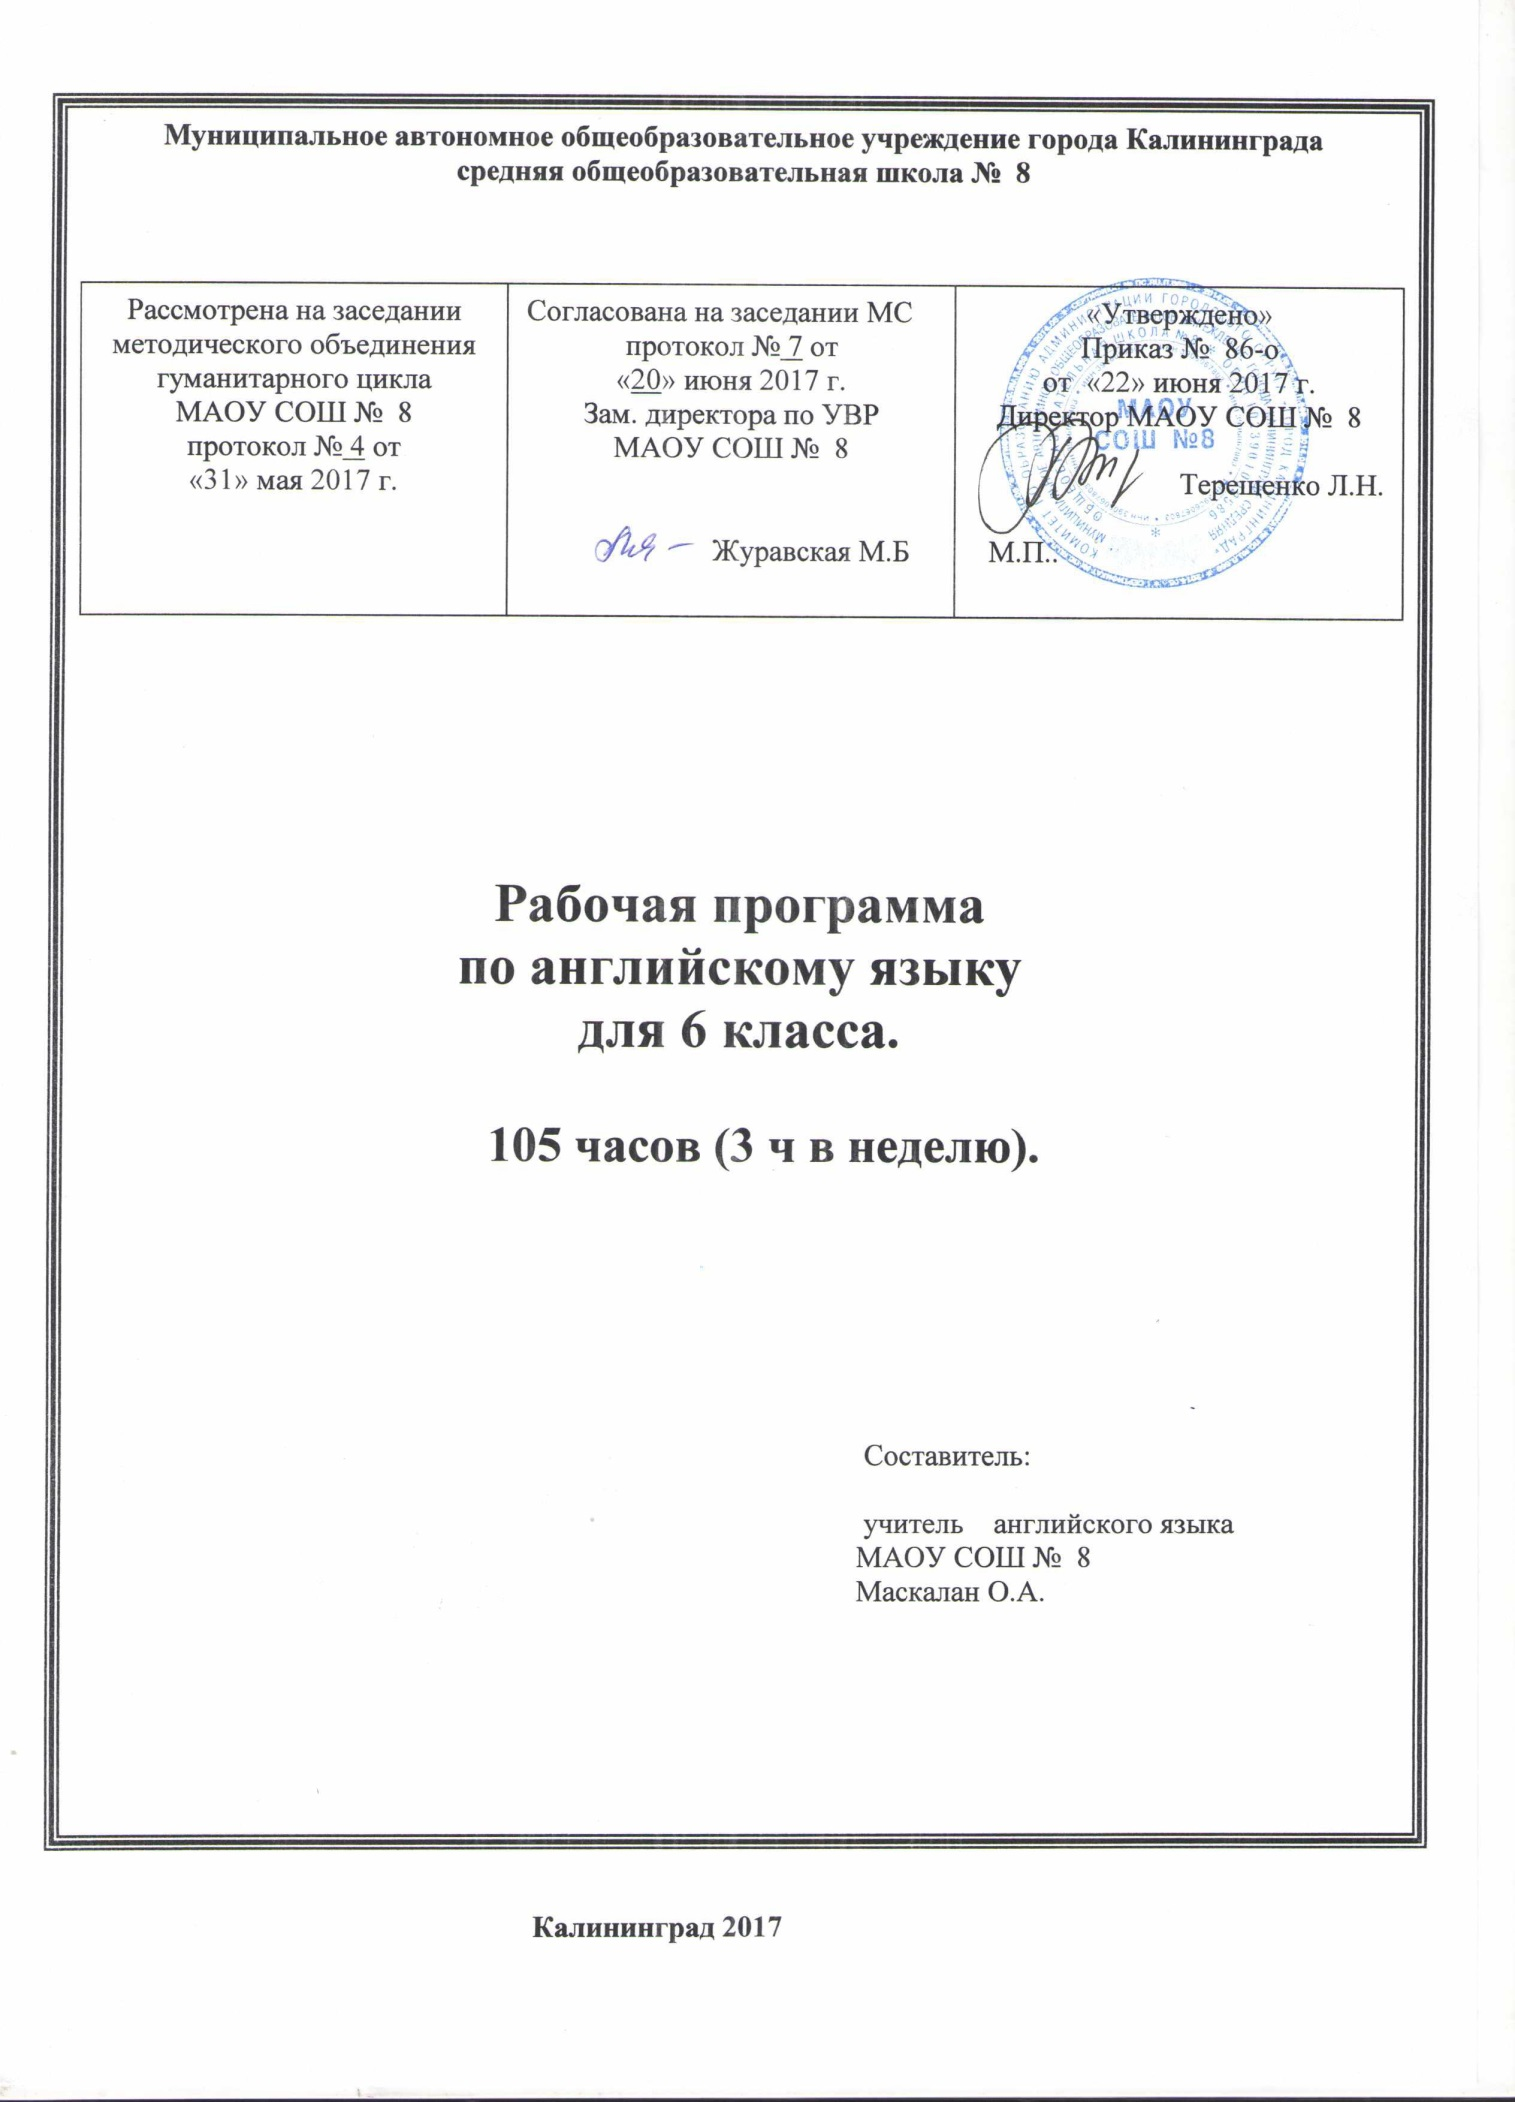 Муниципальное автономное общеобразовательное учреждение города Калининграда
средняя общеобразовательная школа № 8
Рассмотрена на заседании
методического объединения
гуманитарного цикла
МАОУ СОШ № 8
протокол № 4 от
«31» мая 2017 г.
Согласована на заседании МС
протокол № 7 от
«20» июня 2017 г.
Зам. директора по УВР
МАОУ СОШ № 8
Журавская М.Б
«Утверждено»
Приказ № 86-о
от «22» июня 2017 г.
Директор МАОУ СОШ № 8
Терещенко Л.Н.
М.П..
МАОУ
СОШ №8
Рабочая программа
по английскому языку
для 6 класса.
105 часов (3 ч в неделю).
Составитель:
учитель английского языка
МАОУ СОШ № 8
Маскалан О.А.
Калининград 2017